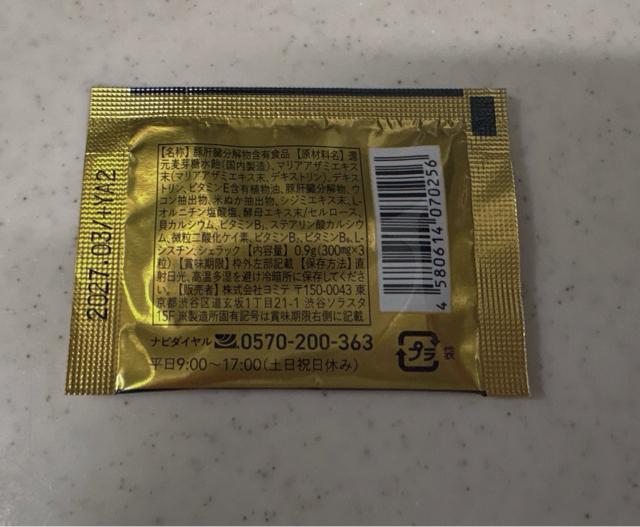 【名称】豚肝臓分解物含有食品【原材料名】還
元麦芽糖水飴(国内製造)、マリアアザミエキス
末(マリアアザミエキス末、デキストリン)、デキス
トリン、ビタミンE含有植物油、豚肝臓分解物、ウ
コン抽出物、米ぬか抽出物、シジミエキス末、L-
オルニチン塩酸塩、酵母エキス末/セルロース、
貝カルシウム、ビタミンB₁、ステアリン酸カルシウ
ム、微粒二酸化ケイ素、ビタミンB₂、ビタミンB₆、L-
シスチン、シェラック【内容量】0.9g(300mg×3
粒)【賞味期限】枠外左部記載【保存方法】直
射日光、高温多湿を避け冷暗所に保存してくださ
い。【販売者】株式会社ヨミテ 〒150-0043 東
京都渋谷区道玄坂1丁目21-1 渋谷ソラスタ
15F ※製造所固有記号は賞味期限右側に記載
ナビダイヤル 0570-200-363
平日9:00～17:00(土日祝日休み)
2027.03/+YA2
4 580614 070256
プラ
袋